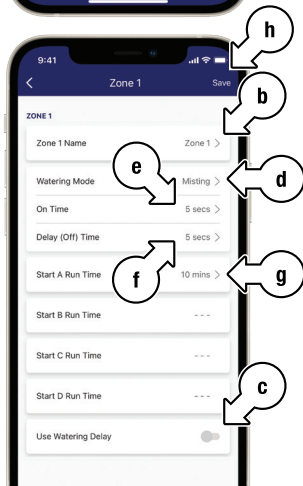 h
9:41
< Zone 1 Save
b
ZONE 1
Zone 1 Name Zone 1 >
e
Watering Mode Misting >
d
On Time 5 secs >
Delay (Off) Time 5 secs >
f
Start A Run Time 10 mins >
g
Start B Run Time - - -
Start C Run Time - - -
Start D Run Time - - -
c
Use Watering Delay